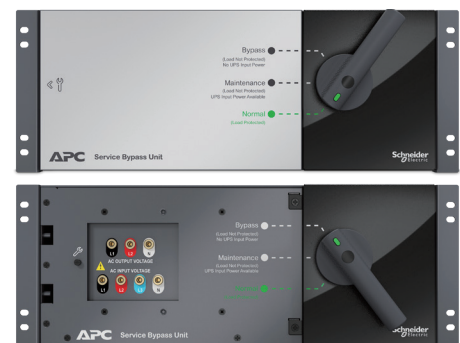 Bypass
(Load Not Protected)
No UPS Input Power
Maintenance
(Load Not Protected)
UPS Input Power Available
Normal
(Load Protected)
APC Service Bypass Unit
Schneider
Electric
Bypass
(Load Not Protected)
No UPS Input Power
Maintenance
(Load Not Protected)
UPS Input Power Available
L1 L2 N
AC OUTPUT VOLTAGE
AC INPUT VOLTAGE
L1 L2 L3 N
APC Service Bypass Unit
Schneider
Electric